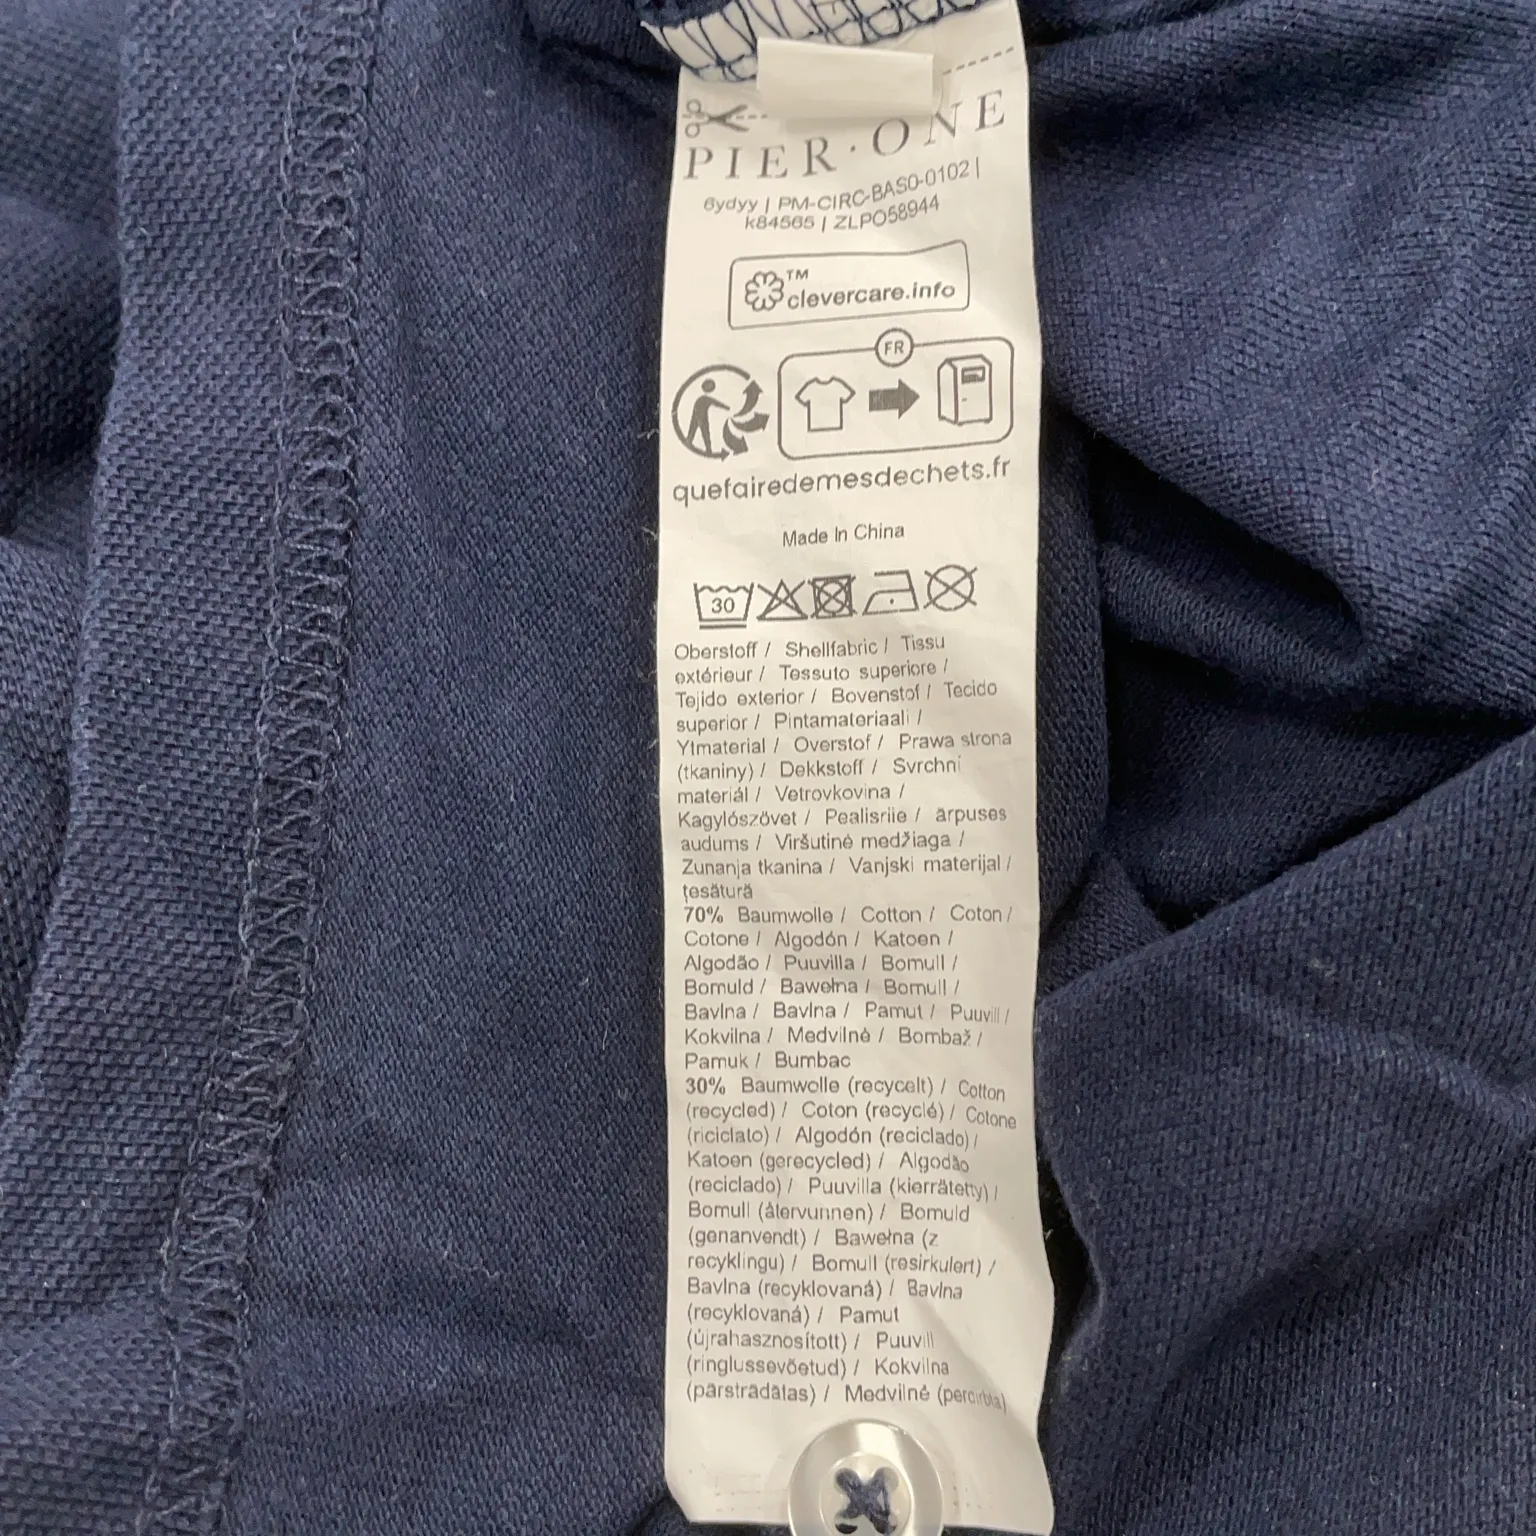 PIER·ONE
6ydyy | PM-CIRC-BAS0-0102 |
k84565 | ZLPO58944
™
clevercare.info
FR
quefairedemesdechets.fr
Made In China
30
Oberstoff / Shellfabric / Tissu
extérieur / Tessuto superiore /
Tejido exterior / Bovenstof / Tecido
superior / Pintamateriaali /
Ytmaterial / Overstof / Prawa strona
(tkaniny) / Dekkstoff / Svrchní
materiál / Vetrovkovina /
Kagylószövet / Pealisriie / ārpuses
audums / Viršutinė medžiaga /
Zunanja tkanina / Vanjski materijal /
țesătură
70% Baumwolle / Cotton / Coton /
Cotone / Algodón / Katoen /
Algodão / Puuvilla / Bomull /
Bomuld / Bawełna / Bomull /
Bavlna / Bavlna / Pamut / Puuvill /
Kokvilna / Medvilnė / Bombaž /
Pamuk / Bumbac
30% Baumwolle (recycelt) / Cotton
(recycled) / Coton (recyclé) / Cotone
(riciclato) / Algodón (reciclado) /
Katoen (gerecycled) / Algodão
(reciclado) / Puuvilla (kierrätetty) /
Bomull (återvunnen) / Bomuld
(genanvendt) / Bawełna (z
recyklingu) / Bomull (resirkulert) /
Bavlna (recyklovaná) / Bavlna
(recyklovaná) / Pamut
(újrahasznosított) / Puuvill
(ringlussevõetud) / Kokvilna
(pārstrādātas) / Medvilnė